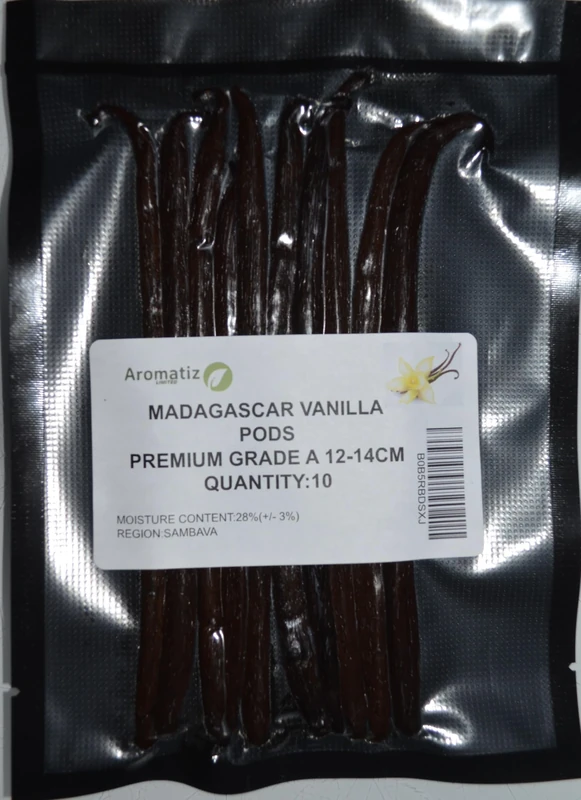 Aromatiz
LIMITED
MADAGASCAR VANILLA
PODS
PREMIUM GRADE A 12-14CM
QUANTITY:10
MOISTURE CONTENT:28%(+/- 3%)
REGION:SAMBAVA
B0B5RBDSXJ